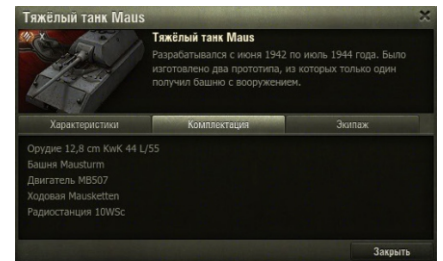 Тяжёлый танк Maus
X
Тяжёлый танк Maus
Разрабатывался с июня 1942 по июль 1944 года. Было
изготовлено два прототипа, из которых только один
получил башню с вооружением.
Характеристики Комплектация Экипаж
Орудие 12,8 cm KwK 44 L/55
Башня Mausturm
Двигатель MB507
Ходовая Mausketten
Радиостанция 10WSc
Закрыть